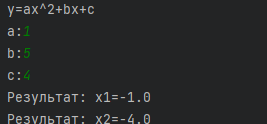 y=ax^2+bx+c
a:1
b:5
c:4
Результат: x1=-1.0
Результат: x2=-4.0